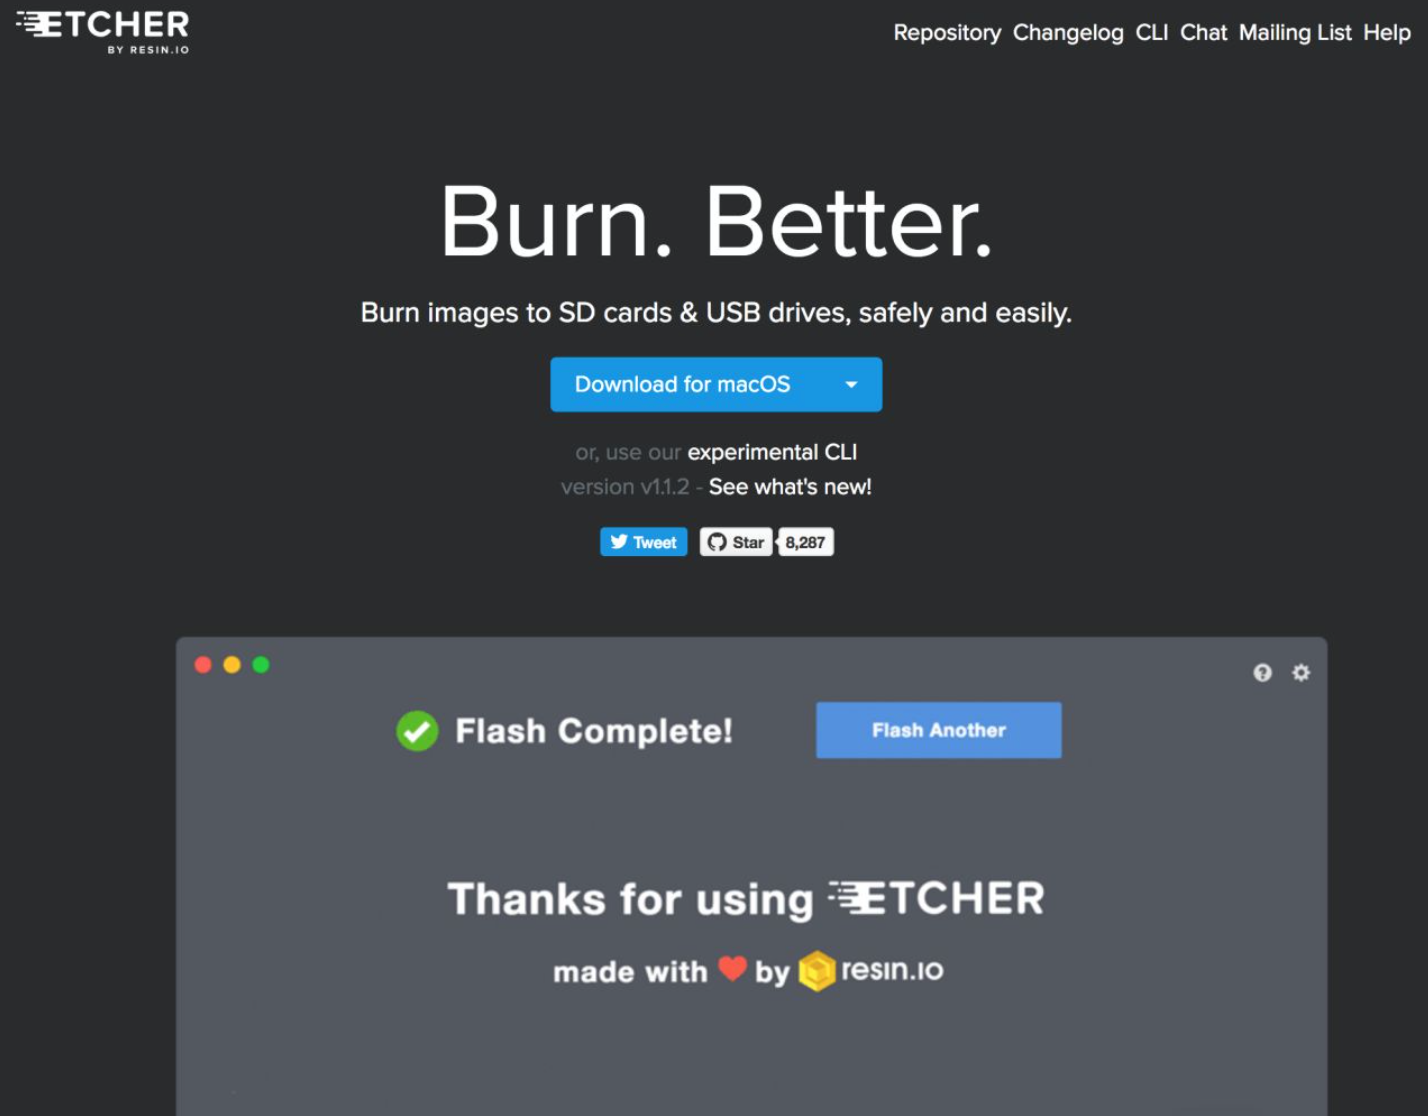 ETCHER
BY RESIN.IO
Repository Changelog CLI Chat Mailing List Help
Burn. Better.
Burn images to SD cards & USB drives, safely and easily.
Download for macOS
or, use our experimental CLI
version v1.1.2 - See what's new!
Tweet Star 8,287
Flash Complete! Flash Another
Thanks for using ETCHER
made with by resin.io